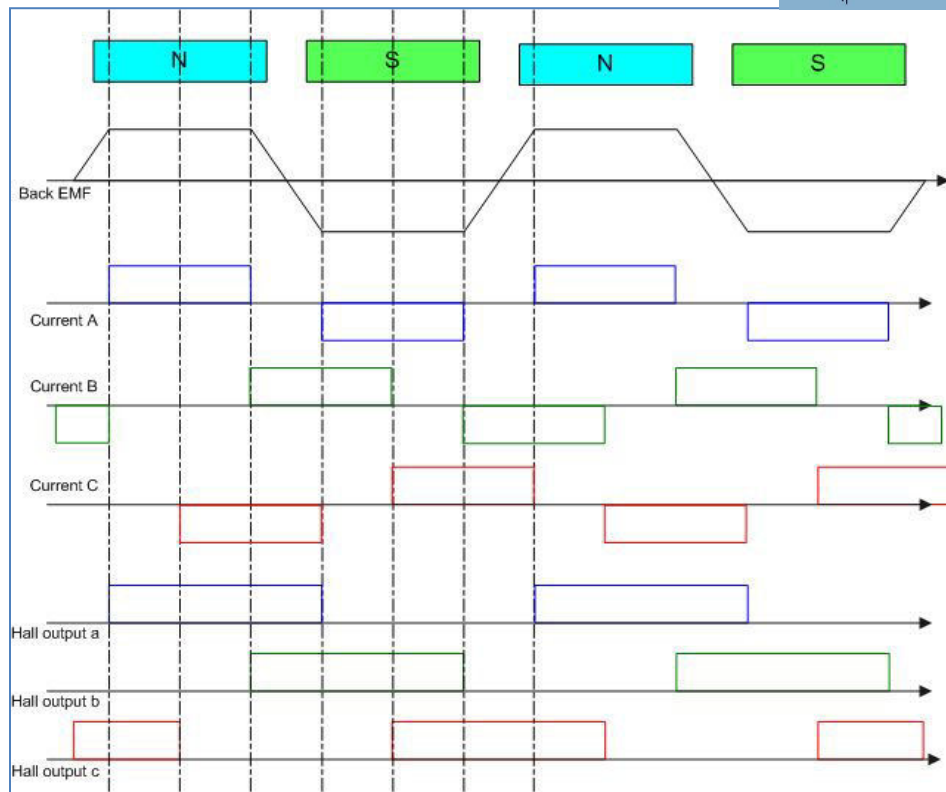 N S N S
Back EMF
Current A
Current B
Current C
Hall output a
Hall output b
Hall output c